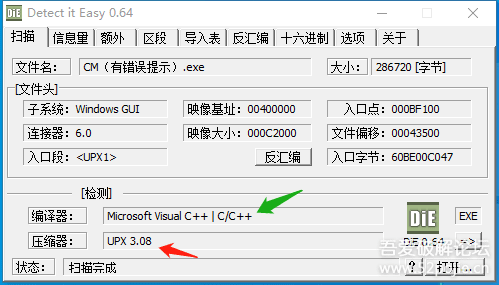 Detect it Easy 0.64
扫描 信息量 额外 区段 导入表 反汇编 十六进制 选项 关于
文件名: CM（有错误提示）.exe 大小: 286720 [字节]
[文件头]
子系统: Windows GUI 映像基址: 00400000 入口点: 000BF100
连接器: 6.0 映像大小: 000C2000 文件偏移: 00043500
入口段: <UPX1> 反汇编 入口字节: 60BE00C047
[检测]
编译器: Microsoft Visual C++ | C/C++ DiE EXE
压缩器: UPX 3.08 DiE 0.64 ->
状态: 扫描完成 ? 打开...
吾爱破解论坛